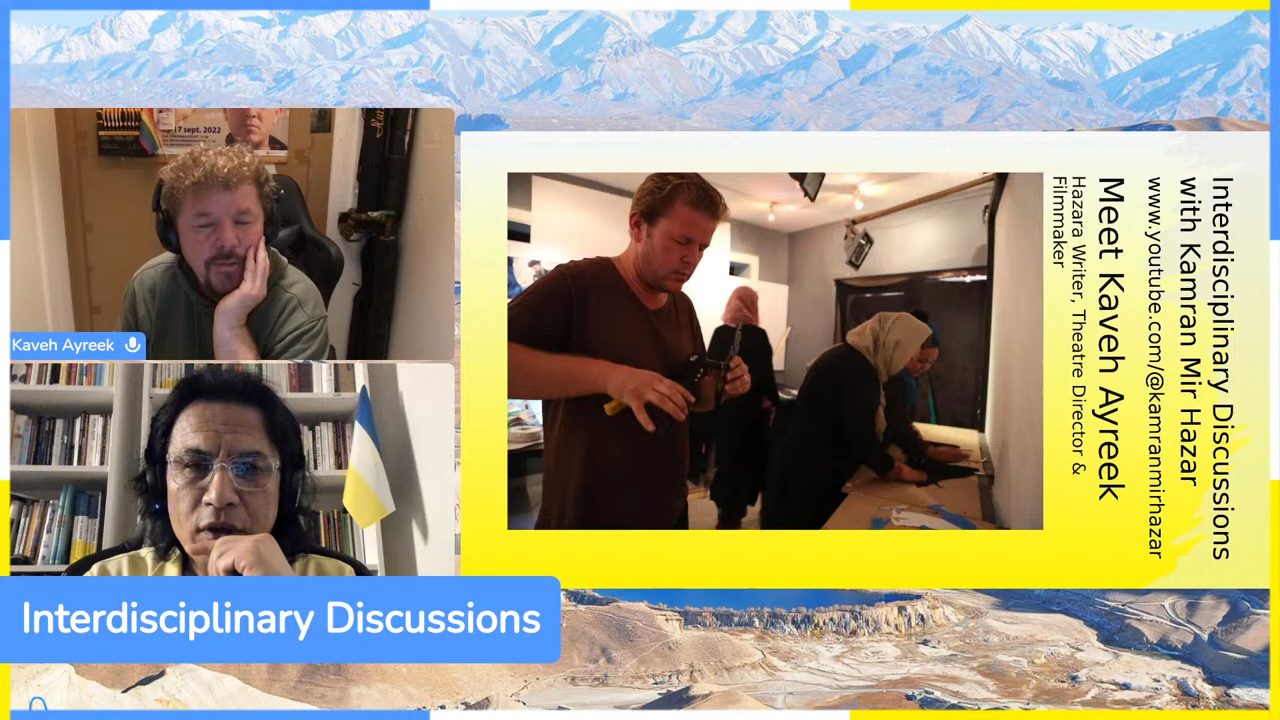 17 sept. 2022
Kaveh Ayreek
Interdisciplinary Discussions
Interdisciplinary Discussions
with Kamran Mir Hazar
www.youtube.com/@kamranmirhazar
Meet Kaveh Ayreek
Hazara Writer, Theatre Director &
Filmmaker